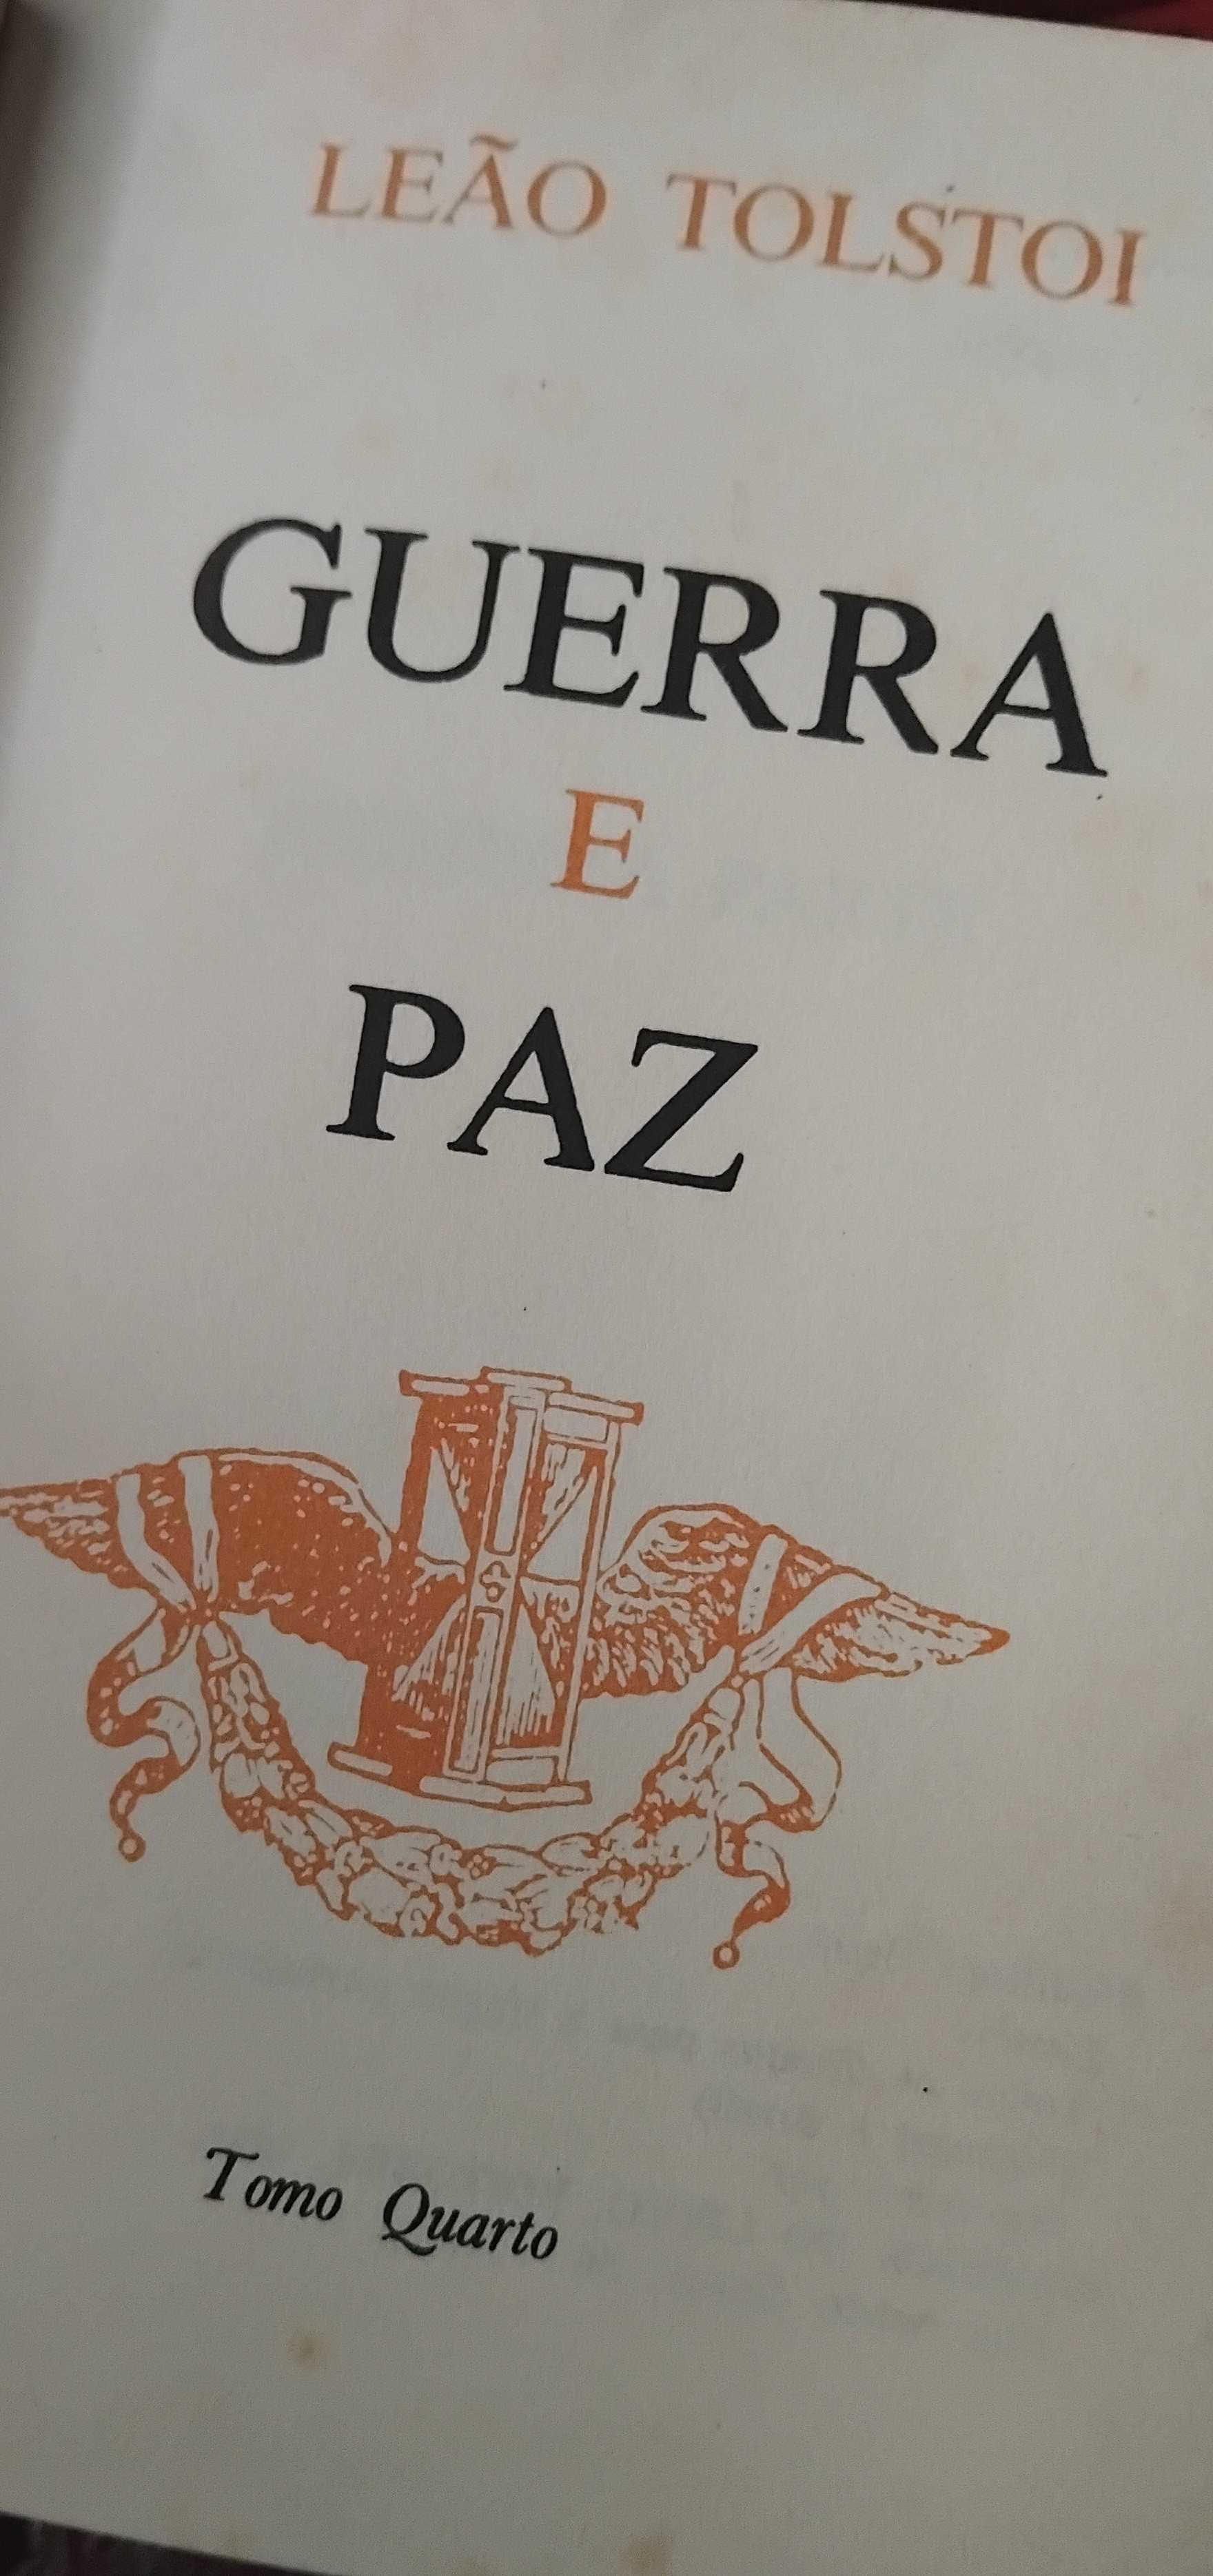 LEÃO TOLSTOI
GUERRA
E
PAZ
Tomo Quarto